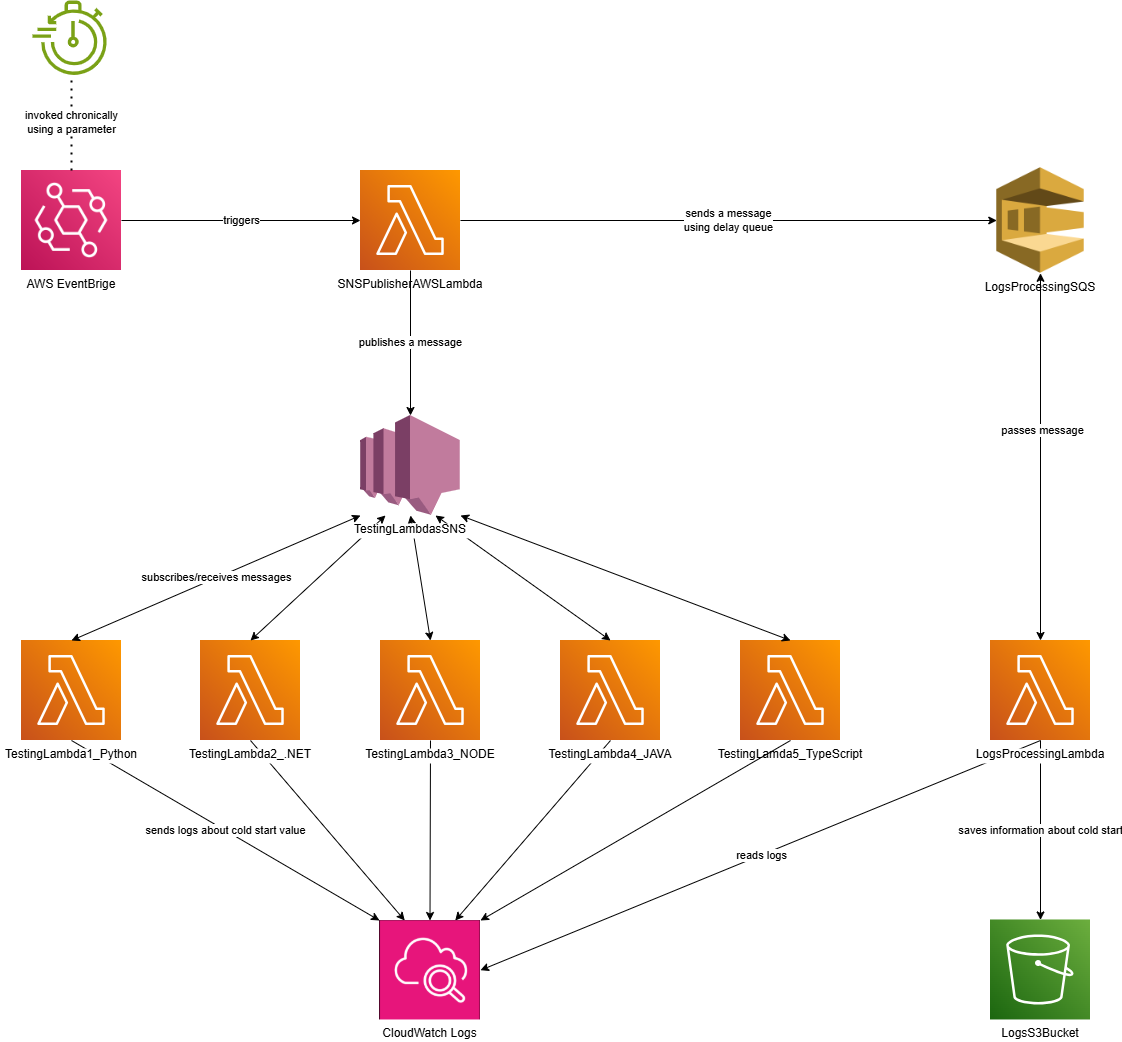 invoked chronically
using a parameter
triggers
sends a message
using delay queue
AWS EventBrige
SNSPublisherAWSLambda
LogsProcessingSQS
publishes a message
passes message
TestingLambdasSNS
subscribes/receives messages
TestingLambda1_Python
TestingLambda2_.NET
TestingLambda3_NODE
TestingLambda4_JAVA
TestingLamda5_TypeScript
LogsProcessingLambda
sends logs about cold start value
saves information about cold start
reads logs
CloudWatch Logs
LogsS3Bucket